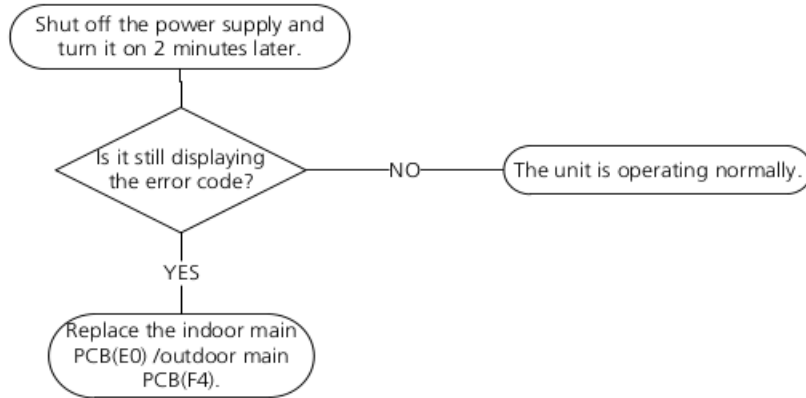 Shut off the power supply and
turn it on 2 minutes later.
Is it still displaying
the error code?
NO
The unit is operating normally.
YES
Replace the indoor main
PCB(E0) /outdoor main
PCB(F4).